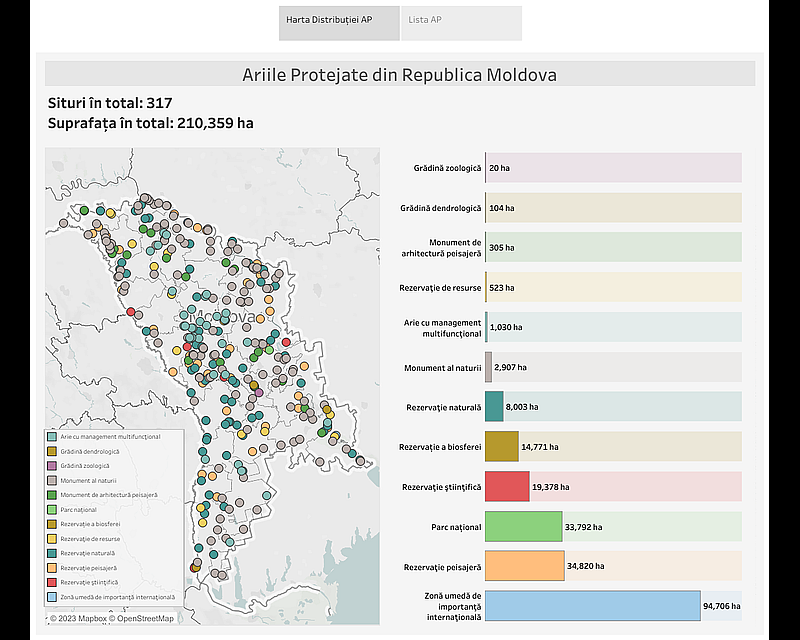 Harta Distribuției AP
Lista AP
Ariile Protejate din Republica Moldova
Situri în total: 317
Suprafața în total: 210,359 ha
Moldova
Arie cu management multifuncțional
Grădină dendrologică
Grădină zoologică
Monument al naturii
Monument de arhitectură peisajeră
Parc național
Rezervație a biosferei
Rezervație de resurse
Rezervație naturală
Rezervație peisajeră
Rezervație științifică
Zonă umedă de importanță internațională
© 2023 Mapbox © OpenStreetMap
Grădină zoologică
20 ha
Grădină dendrologică
104 ha
Monument de
arhitectură peisajeră
305 ha
Rezervație de resurse
523 ha
Arie cu management
multifuncțional
1,030 ha
Monument al naturii
2,907 ha
Rezervație naturală
8,003 ha
Rezervație a biosferei
14,771 ha
Rezervație științifică
19,378 ha
Parc național
33,792 ha
Rezervație peisajeră
34,820 ha
Zonă umedă de
importanță
internațională
94,706 ha